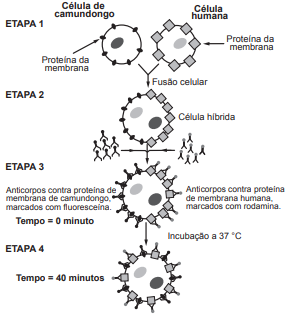 Célula de
camundongo
Célula
humana
ETAPA 1
Proteína da
membrana
Proteína da
membrana
Fusão celular
ETAPA 2
Célula híbrida
ETAPA 3
Anticorpos contra proteína de
membrana de camundongo,
marcados com fluoresceína.
Anticorpos contra proteína
de membrana humana,
marcados com rodamina.
Tempo = 0 minuto
Incubação a 37 °C
ETAPA 4
Tempo = 40 minutos